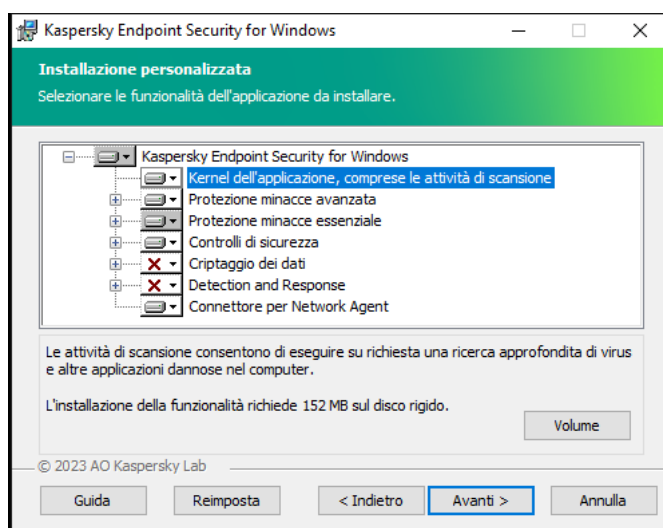 Kaspersky Endpoint Security for Windows
Installazione personalizzata
Selezionare le funzionalità dell'applicazione da installare.
Kaspersky Endpoint Security for Windows
Kernel dell'applicazione, comprese le attività di scansione
Protezione minacce avanzata
Protezione minacce essenziale
Controlli di sicurezza
Criptaggio dei dati
Detection and Response
Connettore per Network Agent
Le attività di scansione consentono di eseguire su richiesta una ricerca approfondita di virus
e altre applicazioni dannose nel computer.
L'installazione della funzionalità richiede 152 MB sul disco rigido.
Volume
© 2023 AO Kaspersky Lab
Guida
Reimposta
< Indietro
Avanti >
Annulla